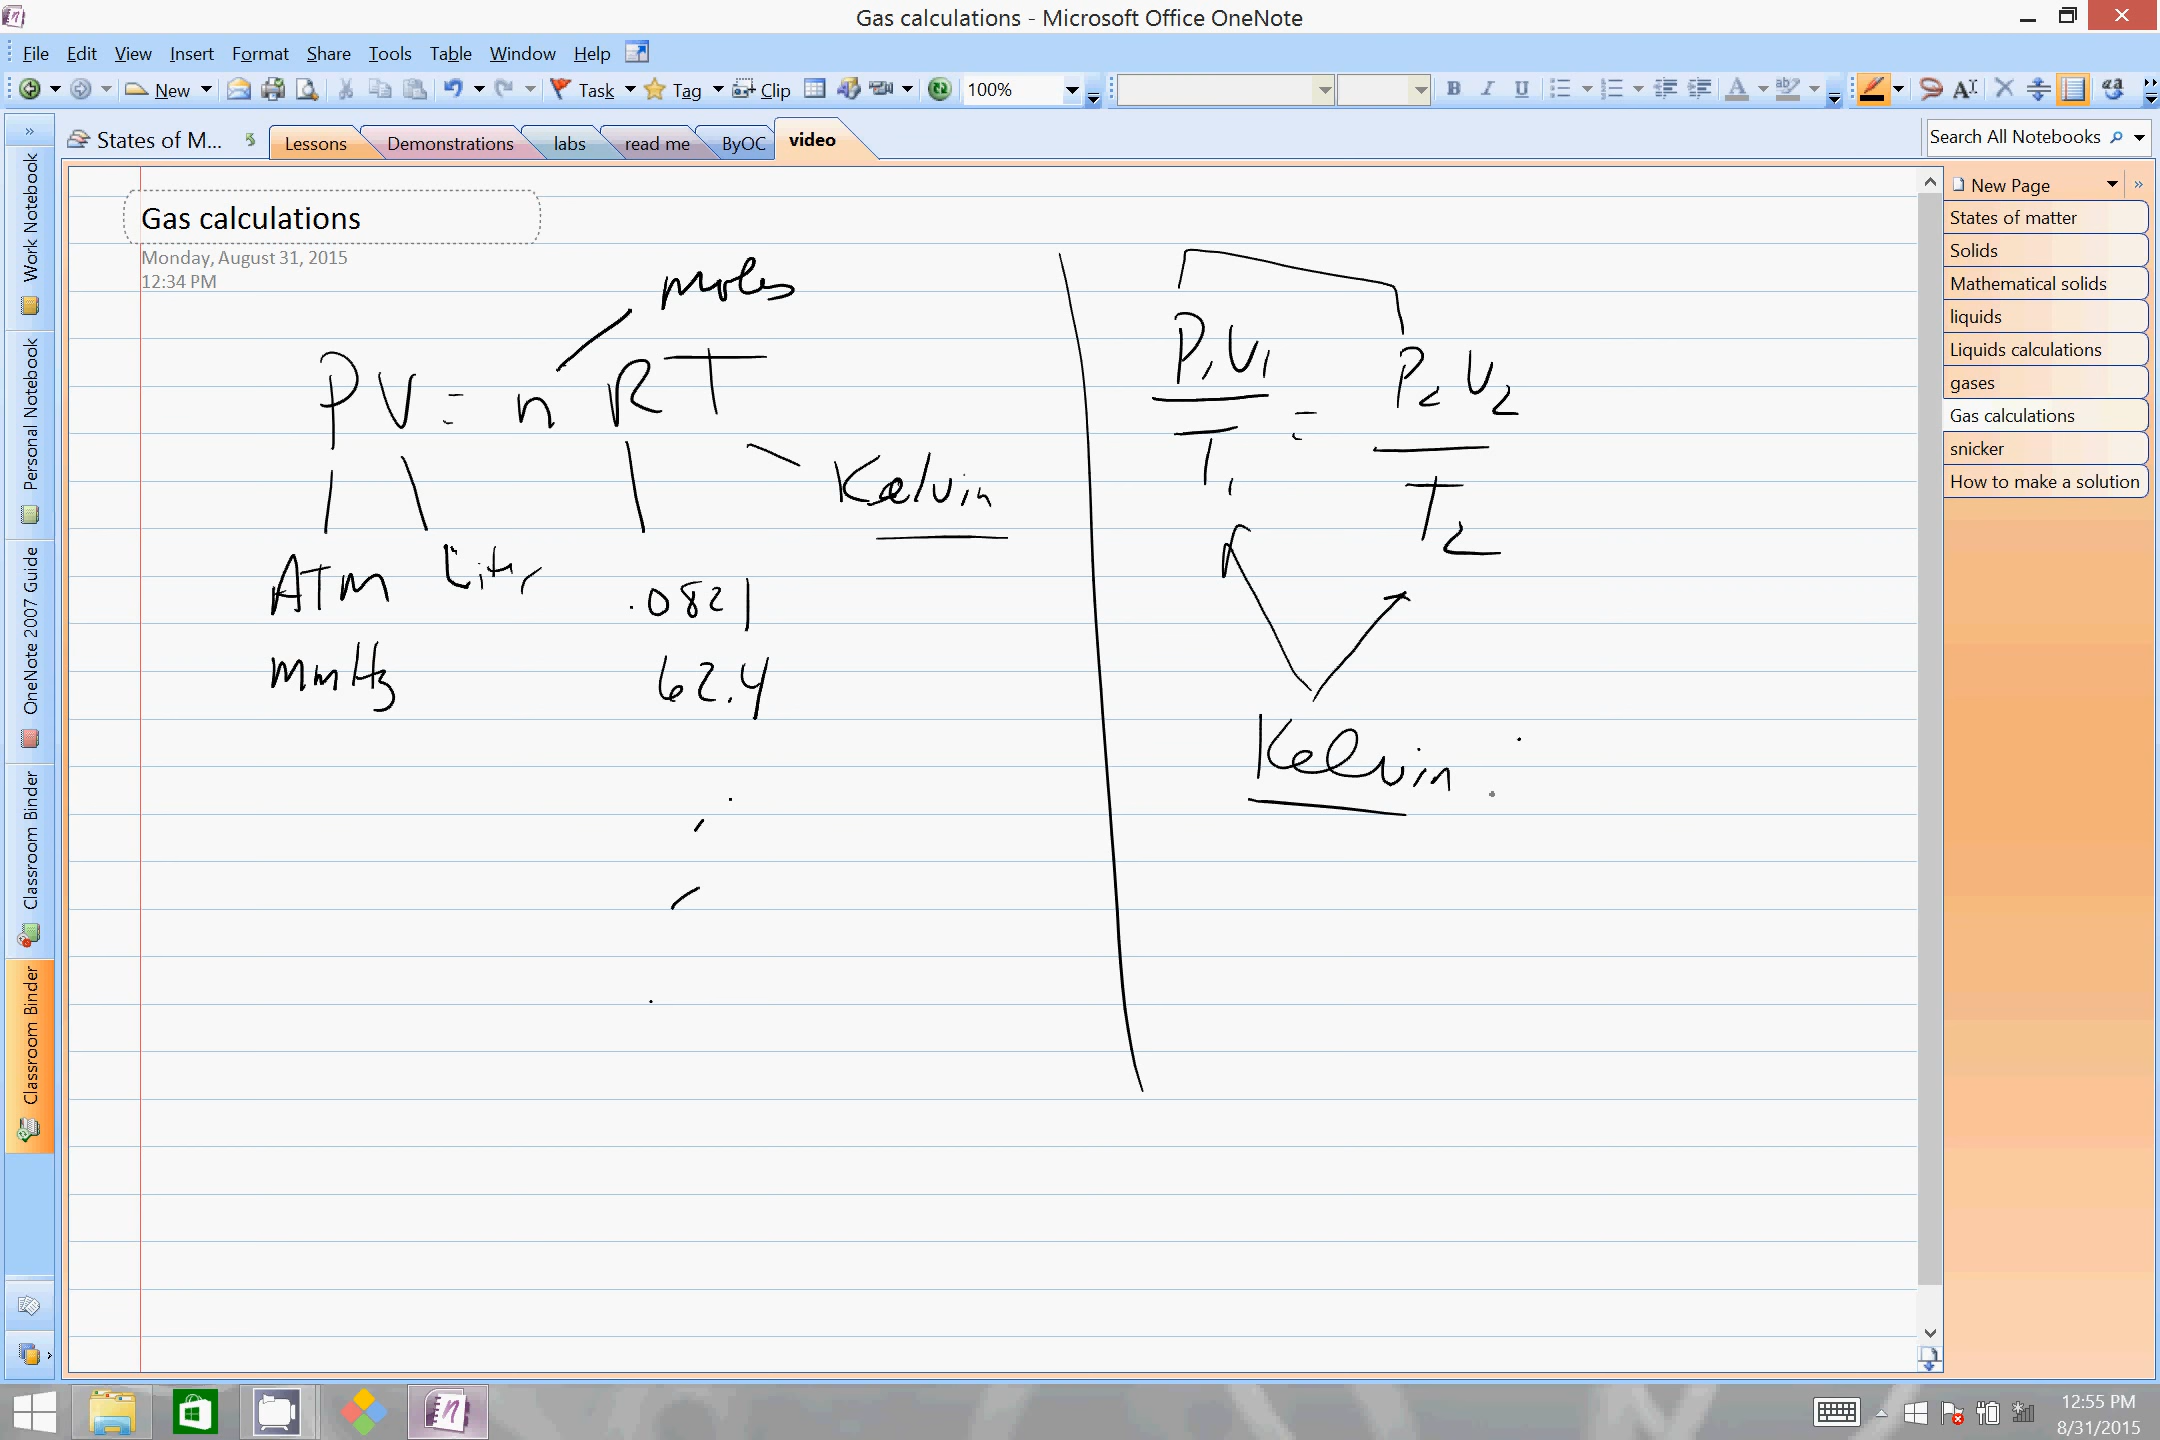 Gas calculations - Microsoft Office OneNote
File Edit View Insert Format Share Tools Table Window Help
New Task Tag Clip 100% B I U
States of M... Lessons Demonstrations labs read me ByOC video Search All Notebooks
Work Notebook
Personal Notebook
OneNote 2007 Guide
Classroom Binder
Classroom Binder
Gas calculations
Monday, August 31, 2015
12:34 PM
moles
PV = nRT
Kelvin
ATM Liter .0821
mmHg 62.4
P1V1 = P2V2
T1 T2
Kelvin
New Page
States of matter
Solids
Mathematical solids
liquids
Liquids calculations
gases
Gas calculations
snicker
How to make a solution
12:55 PM
8/31/2015